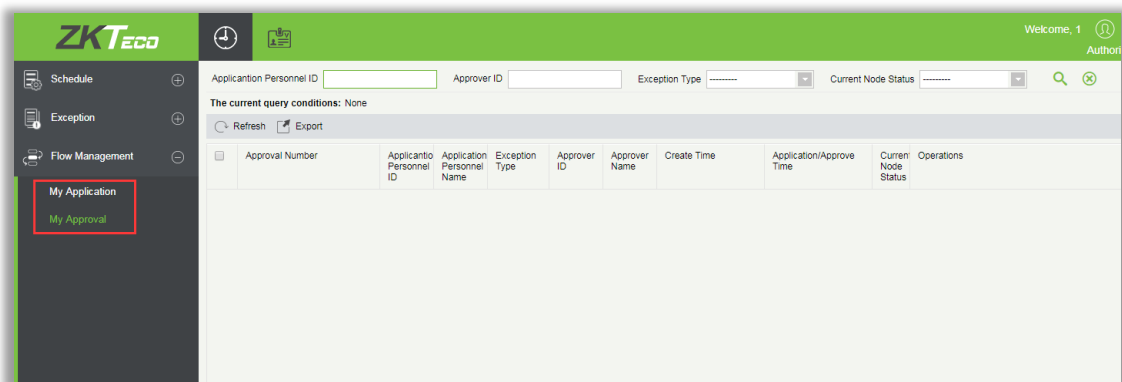 ZKTECO
Welcome, 1
Authori
Schedule
Exception
Flow Management
My Application
My Approval
Applicantion Personnel ID Approver ID Exception Type --------- Current Node Status ---------
The current query conditions: None
Refresh Export
Approval Number
Applicantio
Personnel
ID
Application
Personnel
Name
Exception
Type
Approver
ID
Approver
Name
Create Time
Application/Approve
Time
Current
Node
Status
Operations